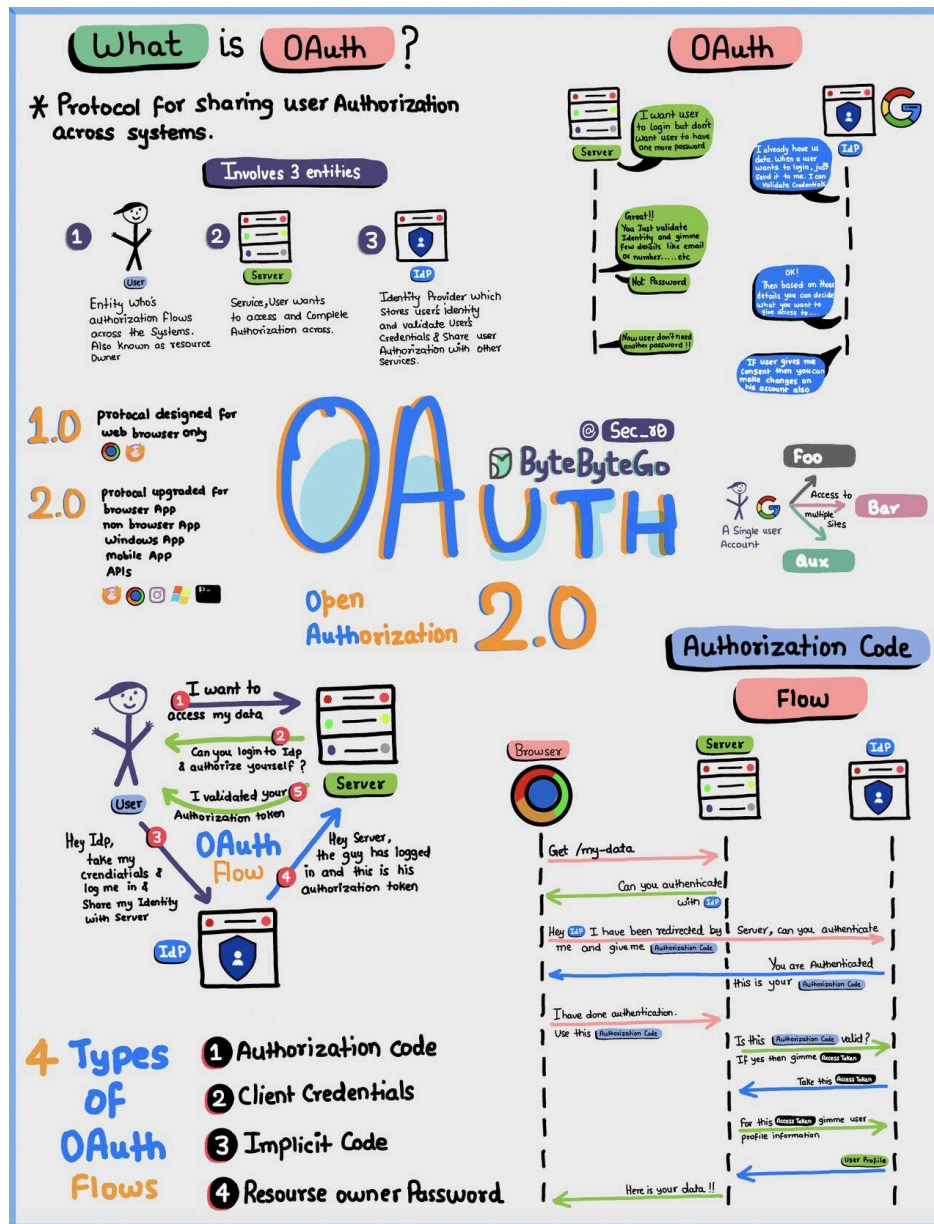 What is OAuth ?
* Protocol for sharing user Authorization
across systems.
Involves 3 entities
1
User
Entity who's
authorization flows
across the Systems.
Also known as resource
Owner
2
Server
Service, User wants
to access and Complete
Authorization across.
3
IdP
Identity Provider which
Stores user's identity
and validate User's
Credentials & Share user
Authorization with other
Services.
OAuth
Server
IdP
I want user
to login but don't
want user to have
one more password
I already have us
data. When a user
wants to login, just
Send it to me. I can
Validate Credentials
Great!!
You Just validate
Identity and gimme
few details like email
or number.....etc
Not Password
OK!
Then based on those
details you can decide
what you want to
give access to....
Now user don't need
another password !!
IF user gives me
consent then you can
make changes on
his account also
1.0
protocal designed for
web browser only
2.0
protocal upgraded for
browser App
non browser App
Windows App
mobile App
APIs
OAUTH
@ Sec_r0
ByteByteGo
Open
Authorization
2.0
A Single user
Account
Access to
multiple
Sites
Foo
Bar
Qux
1
I want to
access my data
2
Can you login to Idp
& authorize yourself ?
I validated your 5
Authorization token
User
Server
OAuth
Flow
3
Hey Idp,
take my
crendiatials &
log me in &
Share my Identity
with Server
4
Hey Server,
the guy has logged
in and this is his
authorization token
IdP
Authorization Code
Flow
Browser
Server
IdP
Get /my-data
Can you authenticate
with IdP
Hey IdP I have been redirected by Server, can you authenticate
me and give me Authorization Code
You are Authenticated
this is your Authorization Code
I have done authentication.
Use this Authorization Code
Is this Authorization Code valid?
If yes then gimme Access Token
Take this Access Token
For this Access Token gimme user
profile information
User Profile
Here is your data !!
4 Types
of
OAuth
Flows
1 Authorization code
2 Client Credentials
3 Implicit Code
4 Resourse owner Password